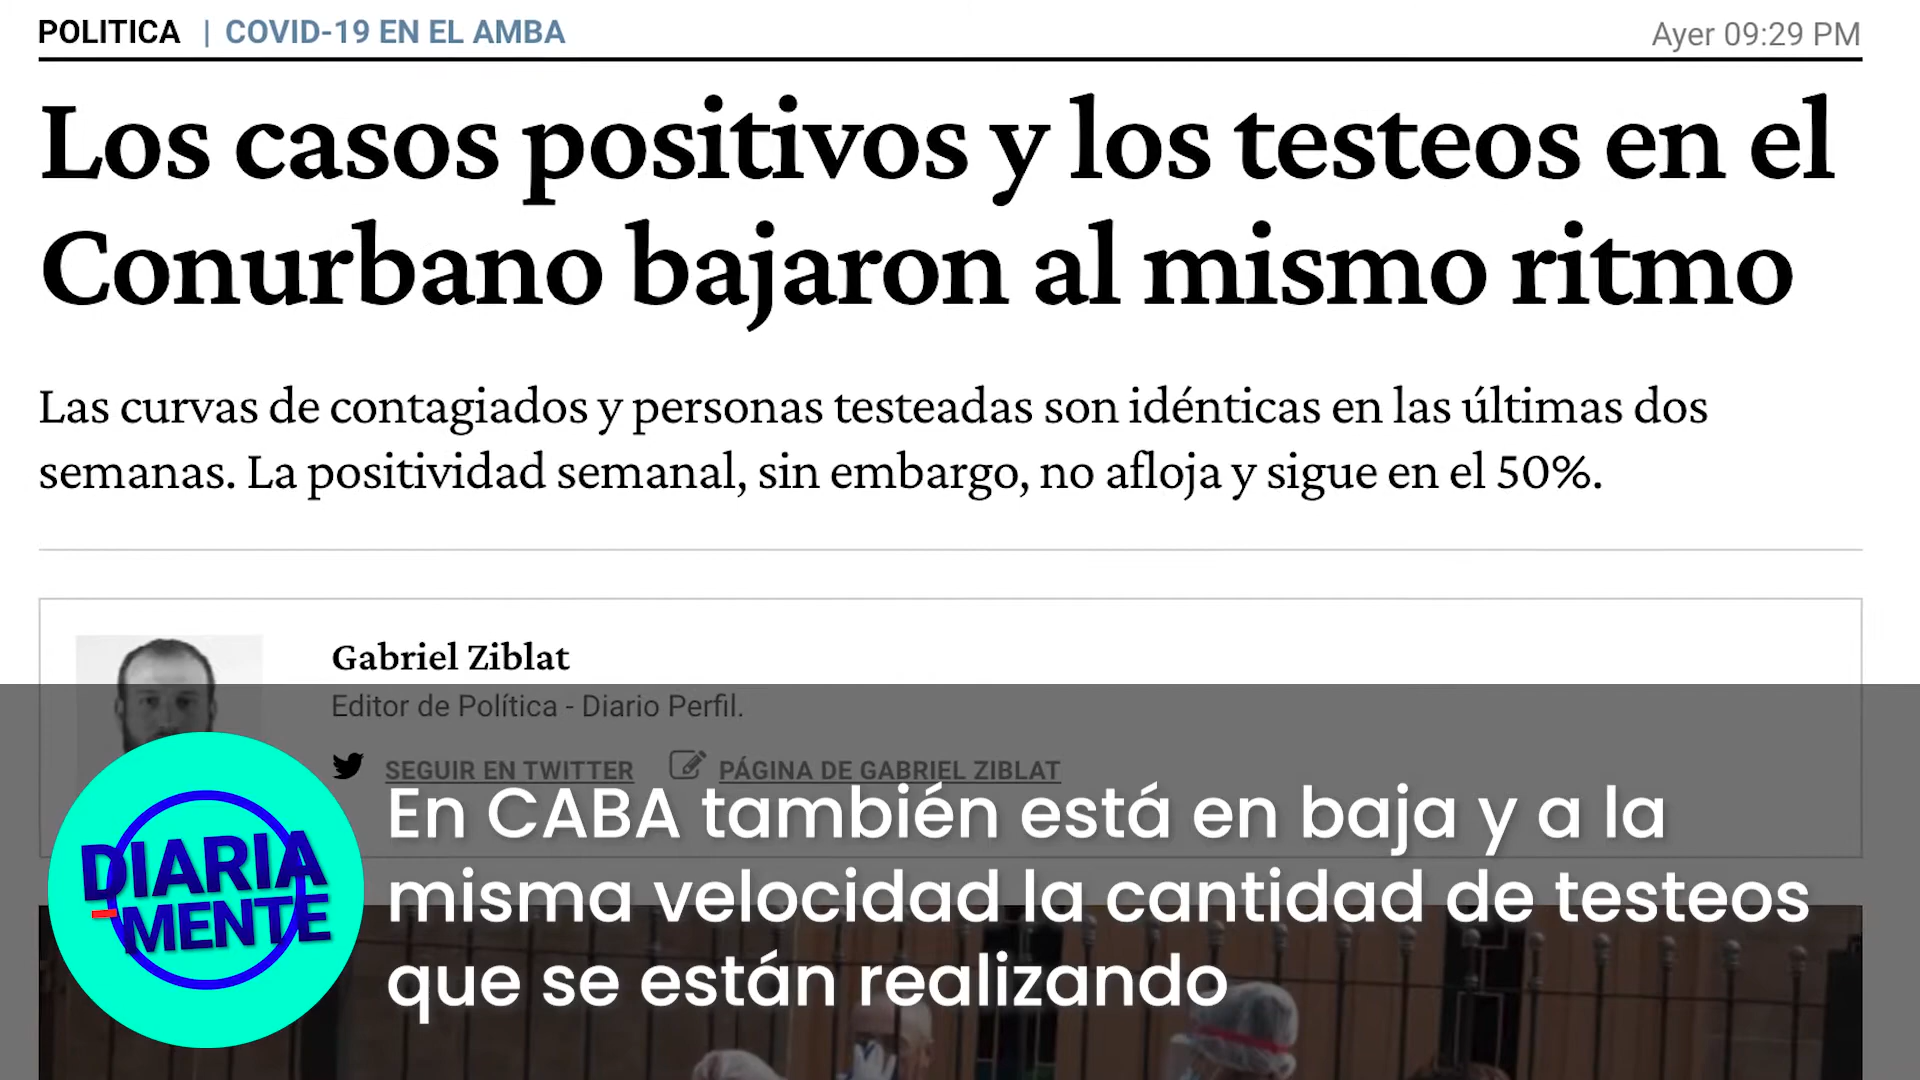 POLITICA | COVID-19 EN EL AMBA
Ayer 09:29 PM
Los casos positivos y los testeos en el
Conurbano bajaron al mismo ritmo
Las curvas de contagiados y personas testeadas son idénticas en las últimas dos
semanas. La positividad semanal, sin embargo, no afloja y sigue en el 50%.
Gabriel Ziblat
Editor de Política - Diario Perfil.
SEGUIR EN TWITTER PÁGINA DE GABRIEL ZIBLAT
DIARIA
-MENTE
En CABA también está en baja y a la
misma velocidad la cantidad de testeos
que se están realizando